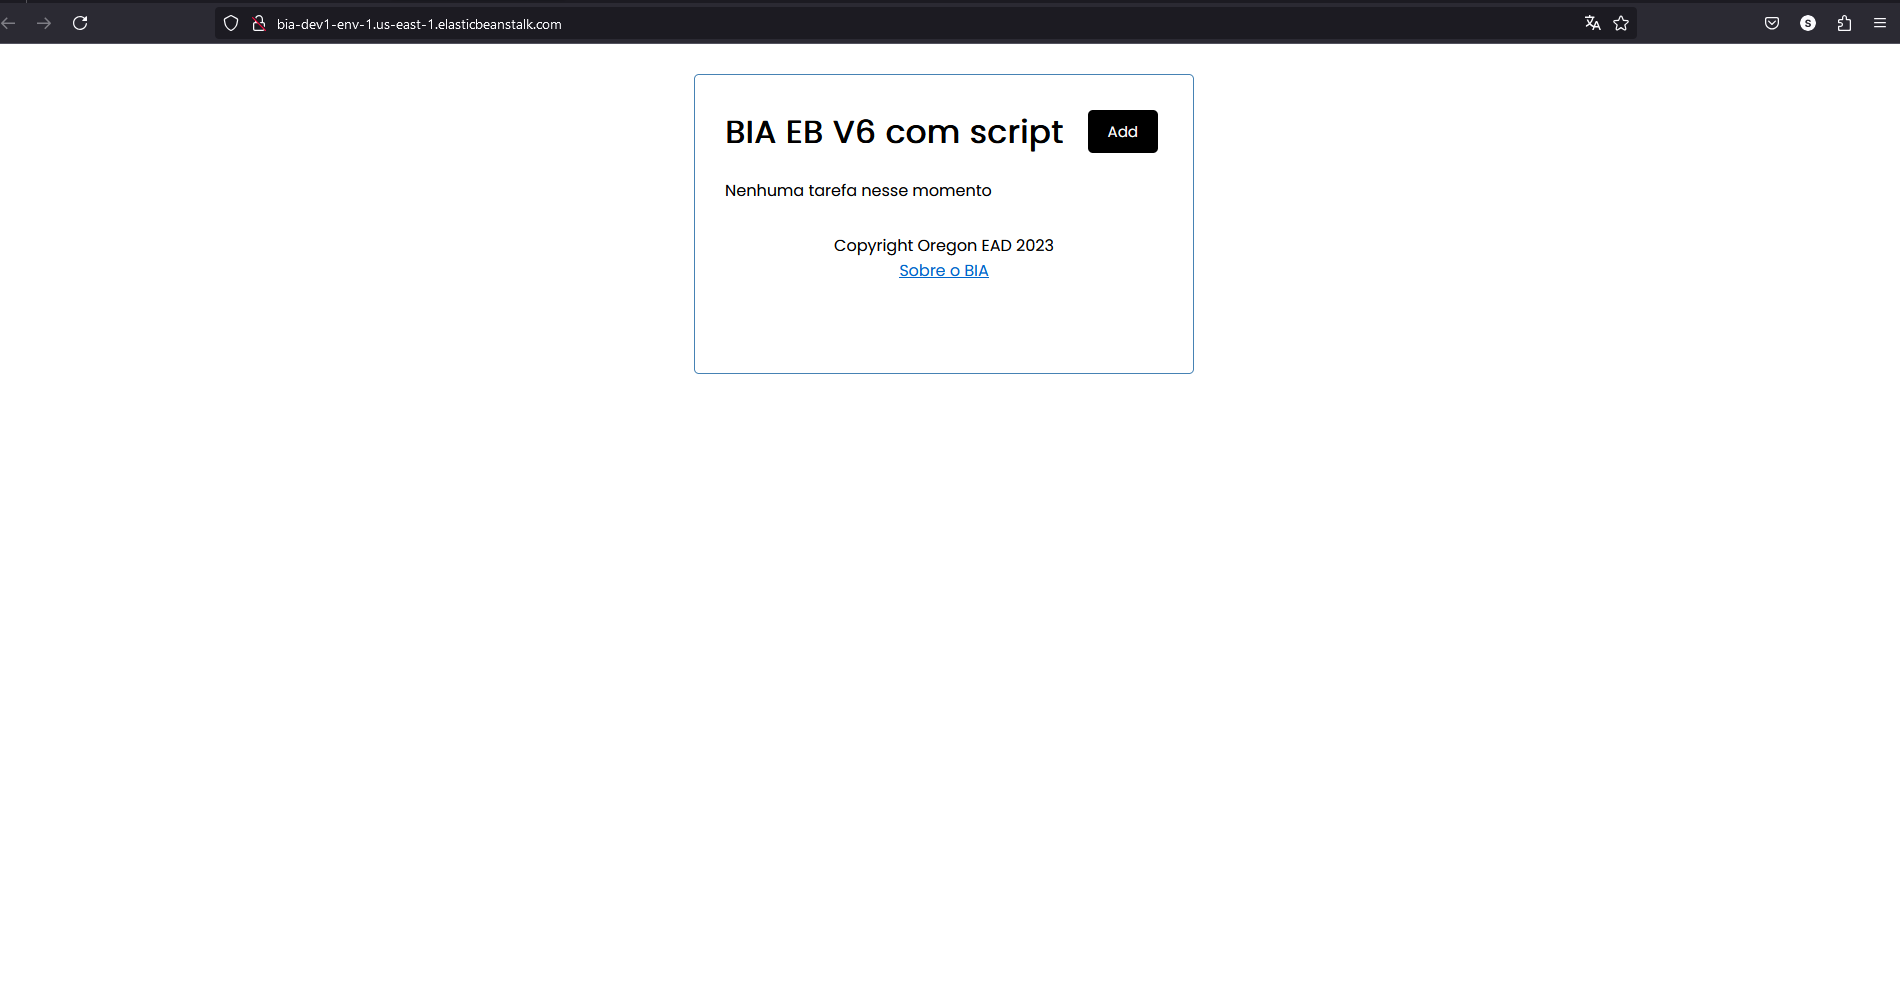 bia-dev1-env-1.us-east-1.elasticbeanstalk.com
S
BIA EB V6 com script
Add
Nenhuma tarefa nesse momento
Copyright Oregon EAD 2023
Sobre o BIA